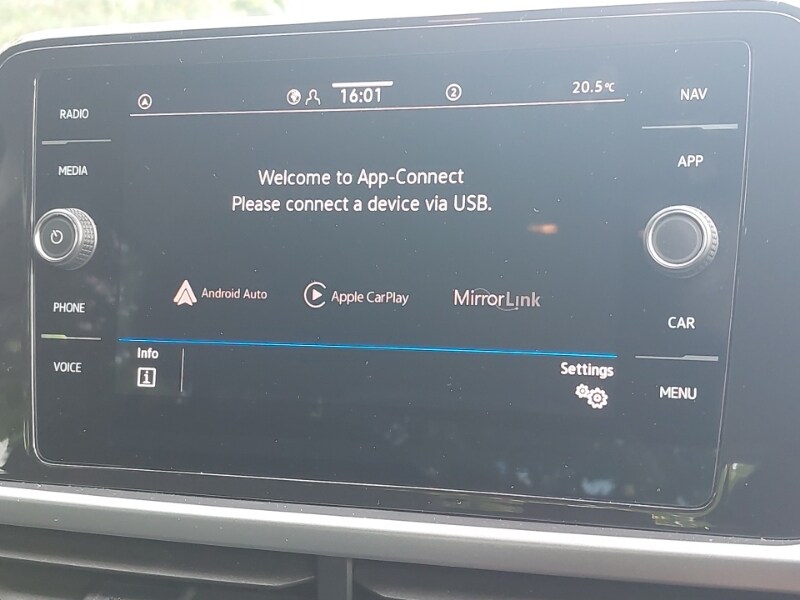 RADIO
MEDIA
PHONE
VOICE
16:01
2
20.5°C
Welcome to App-Connect
Please connect a device via USB.
Android Auto
Apple CarPlay
MirrorLink
Info
i
Settings
NAV
APP
CAR
MENU